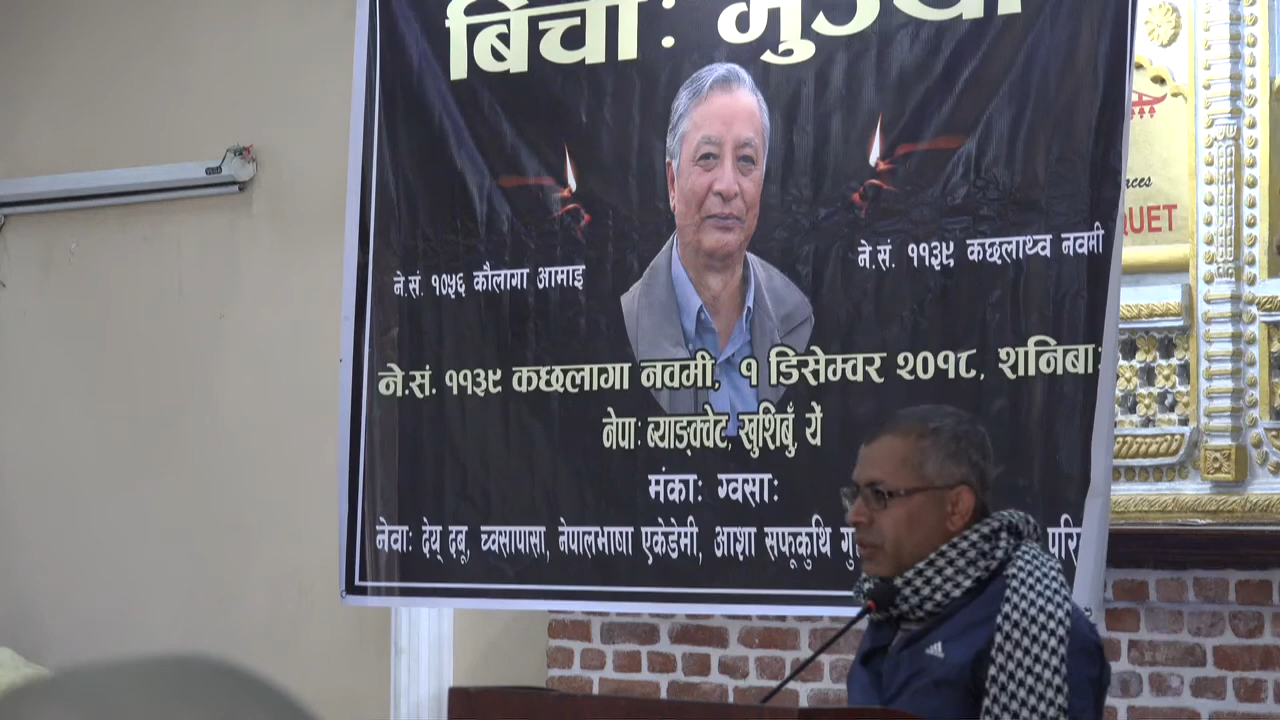 बिचाः मुज्या
ने.सं. १०५६ कौलागा आमाइ
ने.सं. ११३९ कछलाथ्व नवमी
ने.सं. ११३९ कछलागा नवमी, १ डिसेम्वर २०१८, शनिबाः
नेपाः ब्याङ्क्वेट, खुशिबुँ, यें
मंकाः ग्वसाः
नेवाः देय् दबू, च्वसापासा, नेपालभाषा एकेडेमी, आशा सफूकुथि
QUET